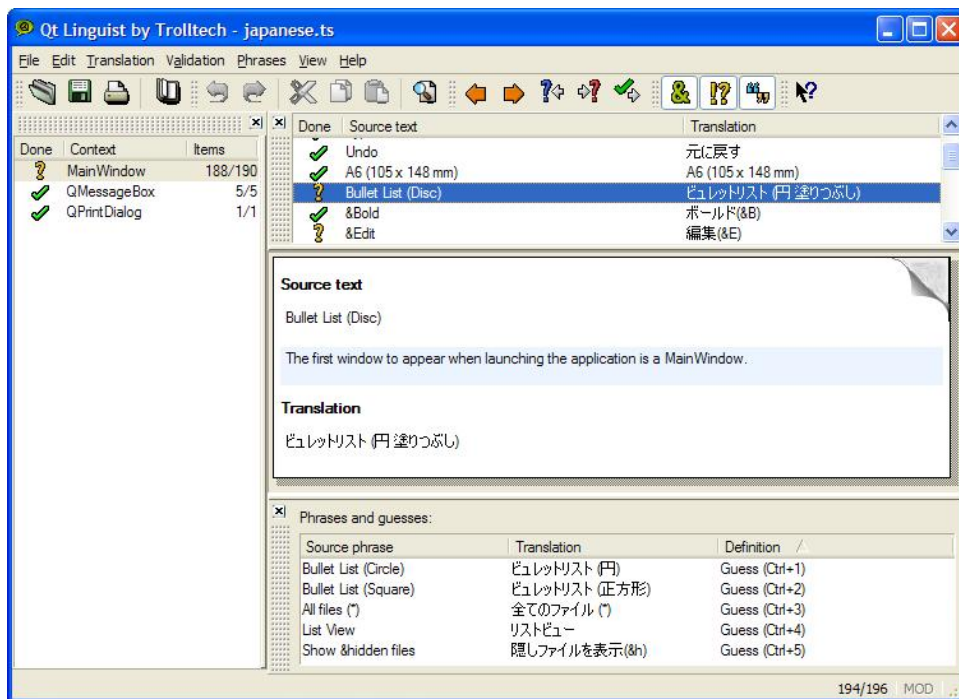 Qt Linguist by Trolltech - japanese.ts
File Edit Translation Validation Phrases View Help
Done Context Items
MainWindow 188/190
QMessageBox 5/5
QPrintDialog 1/1
Done Source text Translation
Undo 元に戻す
A6 (105 x 148 mm) A6 (105 x 148 mm)
Bullet List (Disc) ビュレットリスト (円 塗りつぶし)
&Bold ボールド(&B)
&Edit 編集(&E)
Source text
Bullet List (Disc)
The first window to appear when launching the application is a MainWindow.
Translation
ビュレットリスト (円 塗りつぶし)
Phrases and guesses:
Source phrase Translation Definition
Bullet List (Circle) ビュレットリスト (円) Guess (Ctrl+1)
Bullet List (Square) ビュレットリスト (正方形) Guess (Ctrl+2)
All files (*) 全てのファイル (*) Guess (Ctrl+3)
List View リストビュー Guess (Ctrl+4)
Show &hidden files 隠しファイルを表示(&h) Guess (Ctrl+5)
194/196 MOD